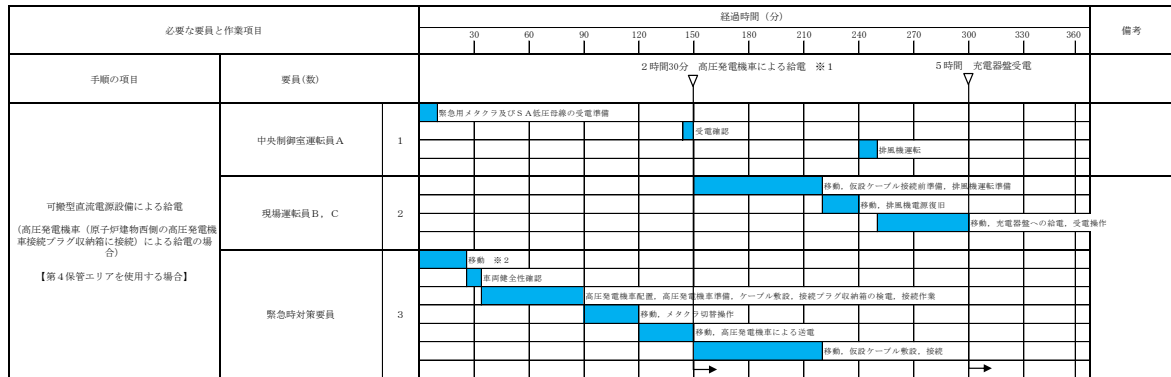 必要な要員と作業項目
経過時間（分）
備考
30 60 90 120 150 180 210 240 270 300 330 360
手順の項目
要員(数)
2時間30分 高圧発電機車による給電 ※1
5時間 充電器盤受電
可搬型直流電源設備による給電
(高圧発電機車（原子炉建物西側の高圧発電機
車接続プラグ収納箱に接続）による給電の場
合)
【第4保管エリアを使用する場合】
中央制御室運転員A
1
緊急用メタクラ及びSA低圧母線の受電準備
受電確認
排風機運転
現場運転員B，C
2
移動，仮設ケーブル接続前準備，排風機運転準備
移動，排風機電源復旧
移動，充電器盤への給電，受電操作
緊急時対策要員
3
移動 ※2
車両健全性確認
高圧発電機車配置，高圧発電機車準備，ケーブル敷設，接続プラグ収納箱の検電，接続作業
移動，メタクラ切替操作
移動，高圧発電機車による送電
移動，仮設ケーブル敷設，接続